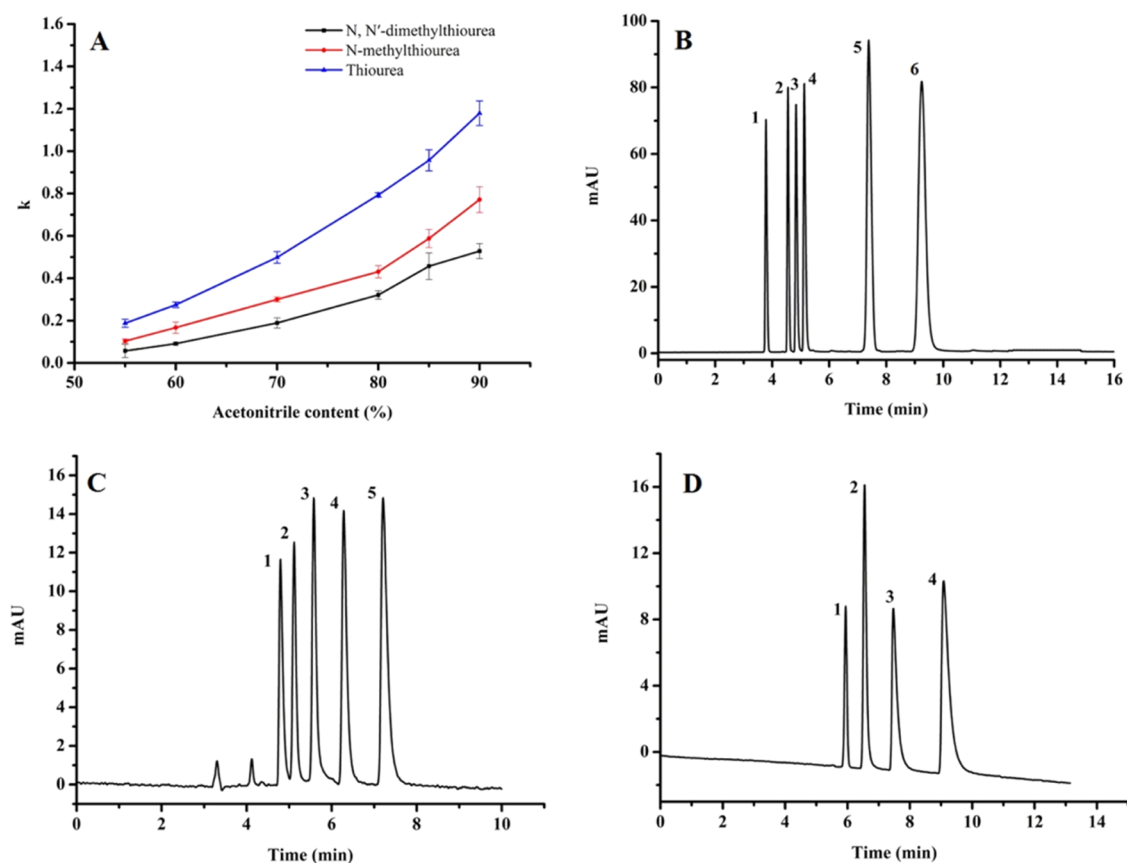 A
N, N′-dimethylthiourea
N-methylthiourea
Thiourea
1.6
1.4
1.2
1.0
0.8
0.6
0.4
0.2
0.0
k
50 60 70 80 90
Acetonitrile content (%)
B
1 2 3 4 5 6
100
80
60
40
20
0
mAU
0 2 4 6 8 10 12 14 16
Time (min)
C
1 2 3 4 5
16
14
12
10
8
6
4
2
0
mAU
0 2 4 6 8 10
Time (min)
D
1 2 3 4
16
12
8
4
0
mAU
0 2 4 6 8 10 12 14
Time (min)